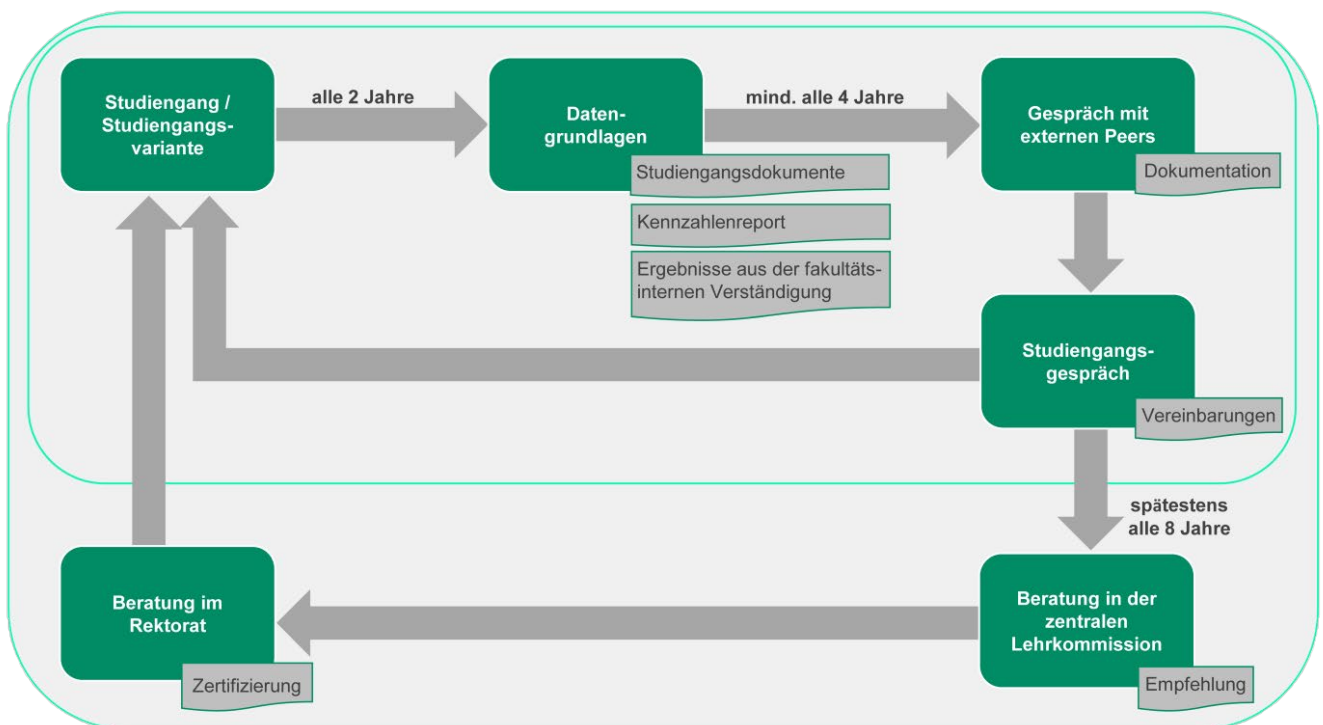 Studiengang /
Studiengangs-
variante
alle 2 Jahre
Daten-
grundlagen
Studiengangsdokumente
Kennzahlenreport
Ergebnisse aus der fakultäts-
internen Verständigung
mind. alle 4 Jahre
Gespräch mit
externen Peers
Dokumentation
Studiengangs-
gespräch
Vereinbarungen
spätestens
alle 8 Jahre
Beratung in der
zentralen
Lehrkommission
Empfehlung
Beratung im
Rektorat
Zertifizierung